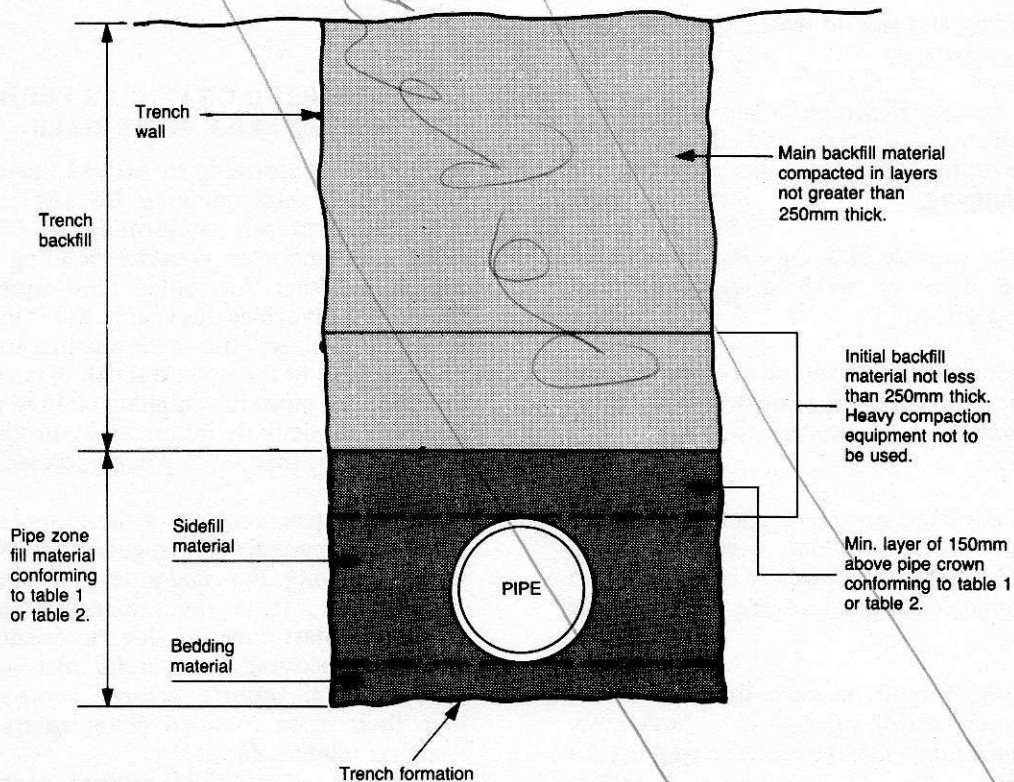 Trench
wall
Main backfill material
compacted in layers
not greater than
250mm thick.
Trench
backfill
Initial backfill
material not less
than 250mm thick.
Heavy compaction
equipment not to
be used.
Pipe zone
fill material
conforming
to table 1
or table 2.
Sidefill
material
PIPE
Min. layer of 150mm
above pipe crown
conforming to table 1
or table 2.
Bedding
material
Trench formation